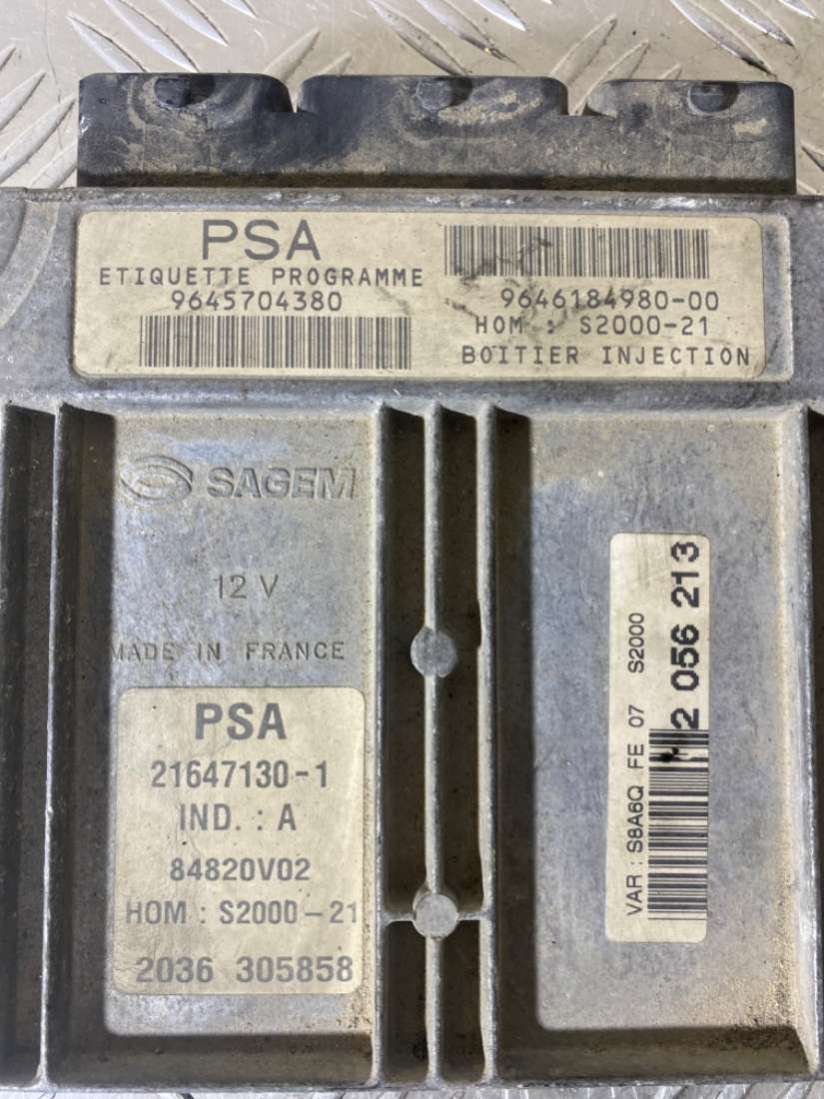 PSA
ETIQUETTE PROGRAMME
9645704380
9646184980-00
HOM : S2000-21
BOITIER INJECTION
SAGEM
12 V
MADE IN FRANCE
PSA
21647130-1
IND. : A
84820V02
HOM : S2000-21
2036 305858
VAR : S8A6Q FE 07 S2000
2 056 213